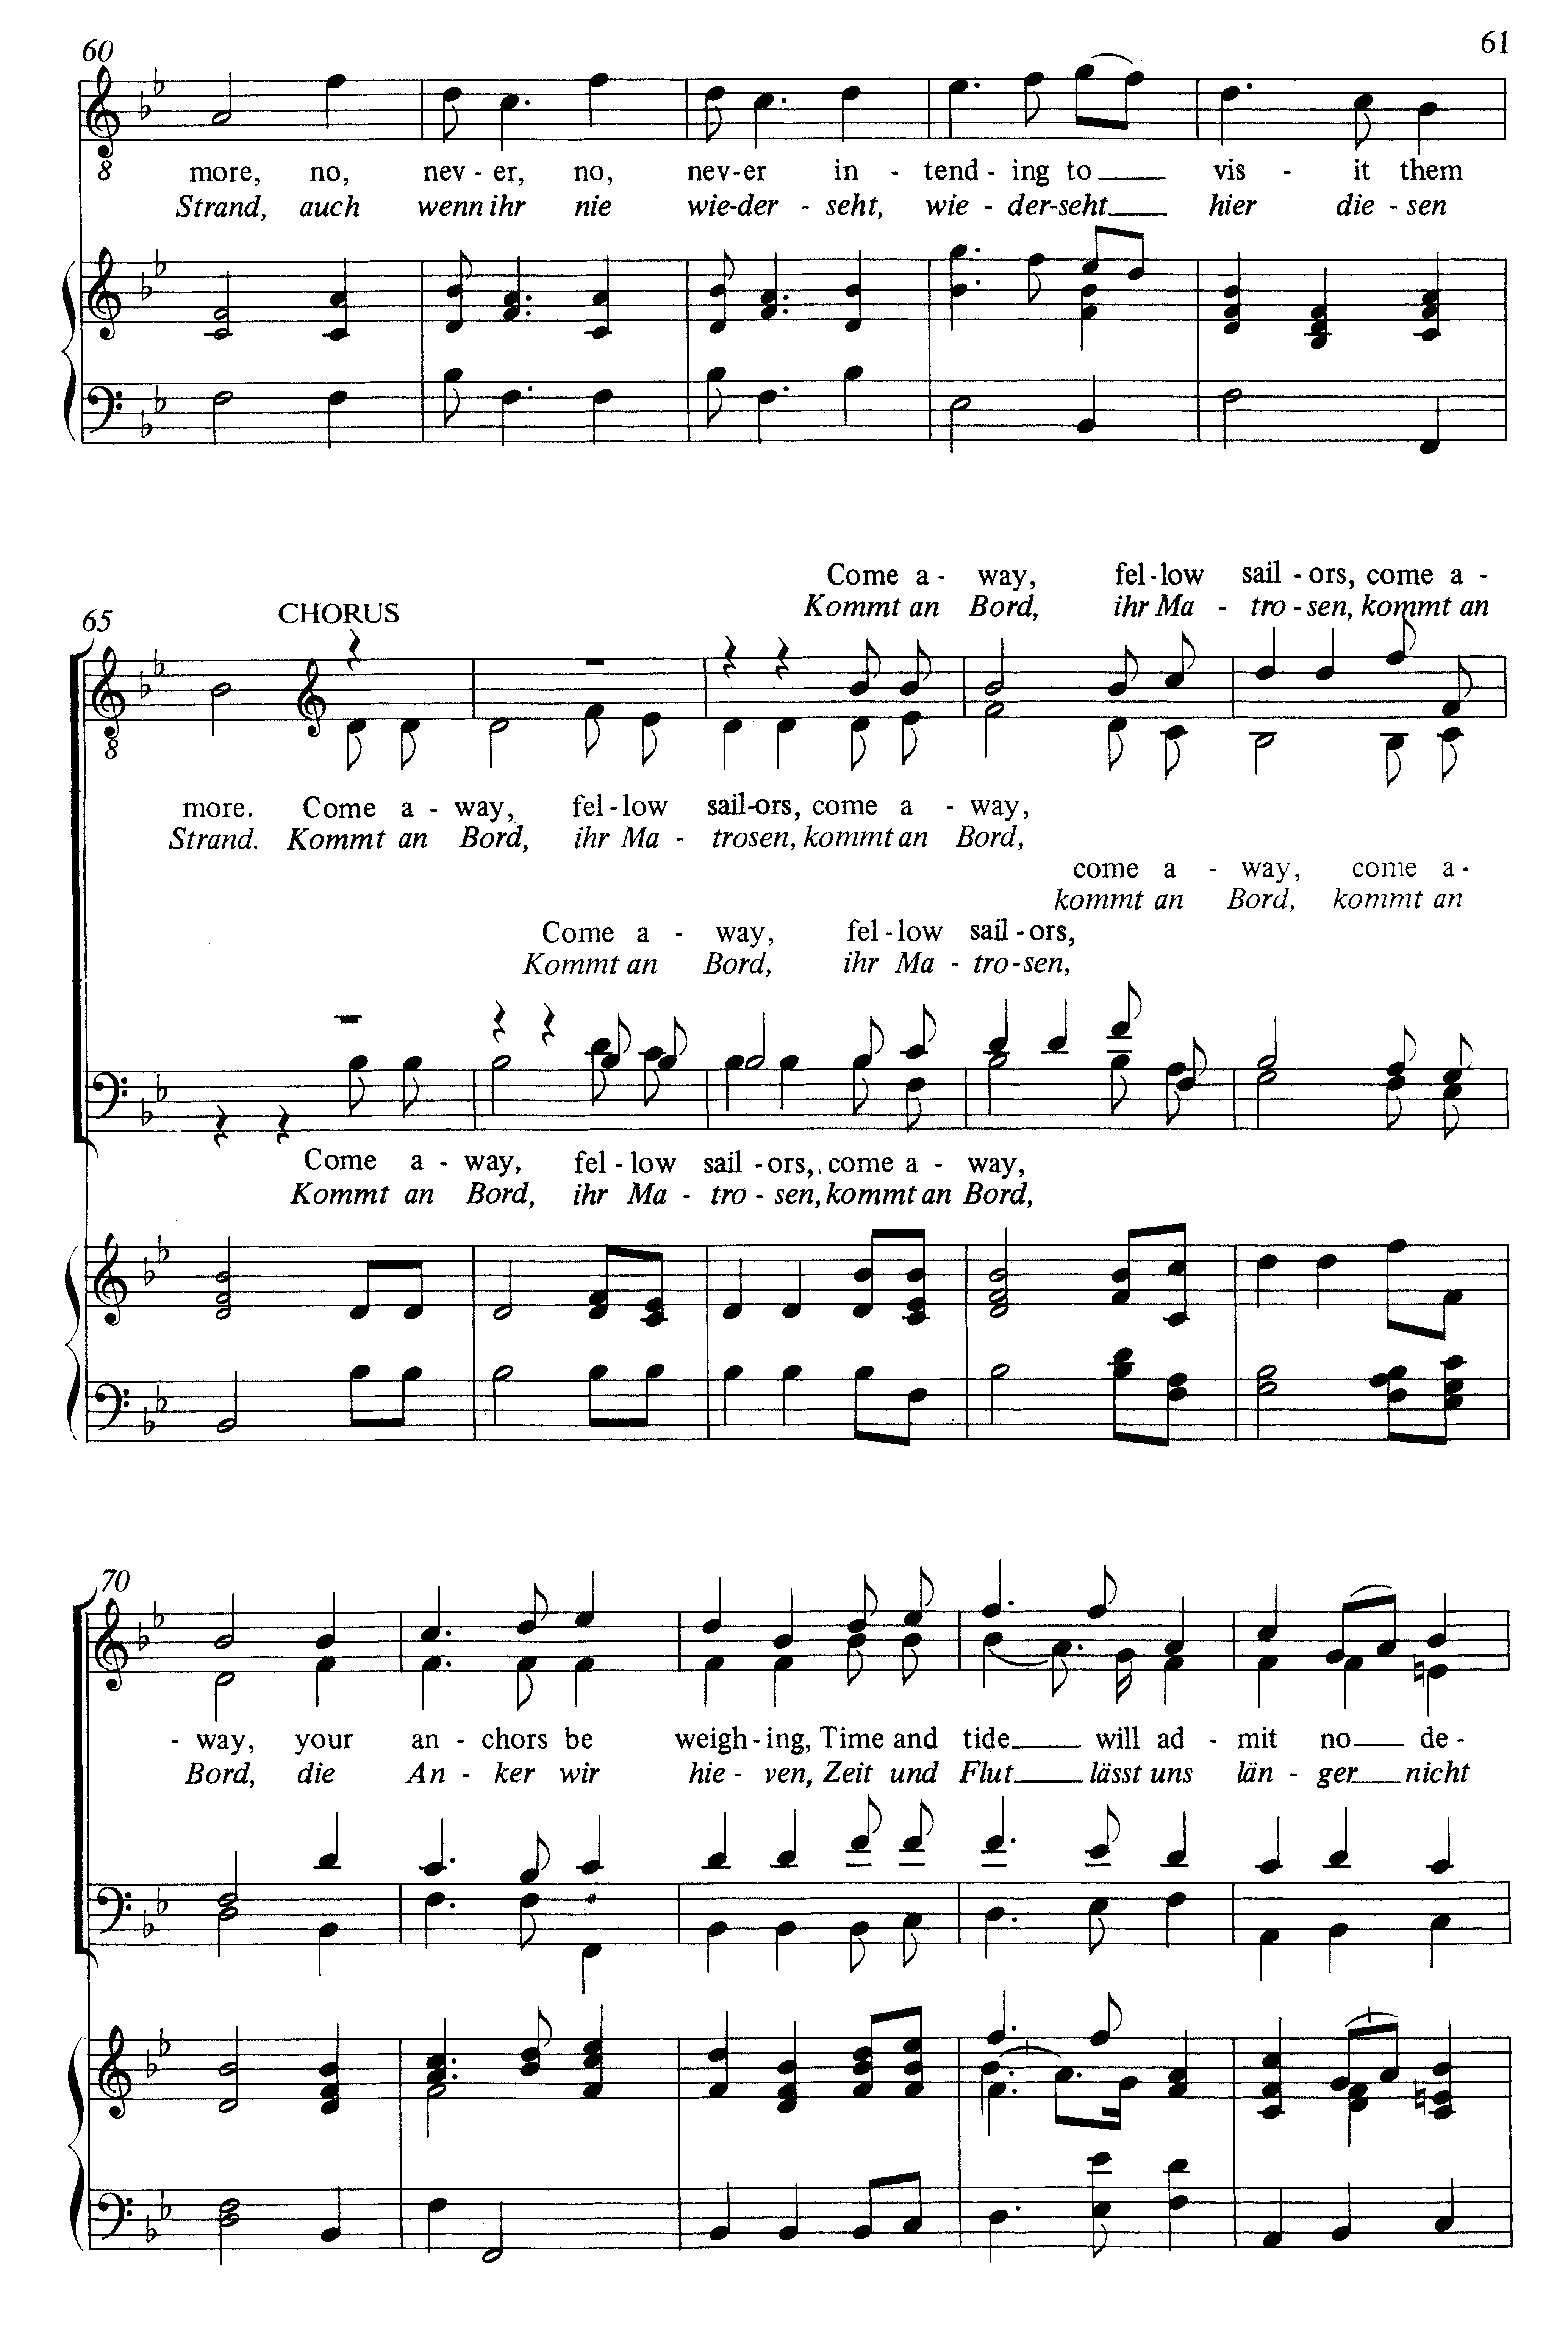 60
61
8
more, no, nev - er, no, nev-er in - tend - ing to vis - it them
Strand, auch wenn ihr nie wie-der - seht, wie - der-seht hier die - sen
Come a - way, fel-low sail - ors, come a -
Kommt an Bord, ihr Ma - tro - sen, kommt an
65
CHORUS
8
more. Come a - way, fel - low sail-ors, come a - way,
Strand. Kommt an Bord, ihr Ma - trosen, kommt an Bord,
come a - way, come a -
kommt an Bord, kommt an
Come a - way, fel - low sail - ors,
Kommt an Bord, ihr Ma - tro-sen,
Come a - way, fel - low sail - ors, come a - way,
Kommt an Bord, ihr Ma - tro - sen, kommt an Bord,
70
- way, your an - chors be weigh - ing, Time and tide will ad - mit no de -
Bord, die An - ker wir hie - ven, Zeit und Flut lässt uns län - ger nicht